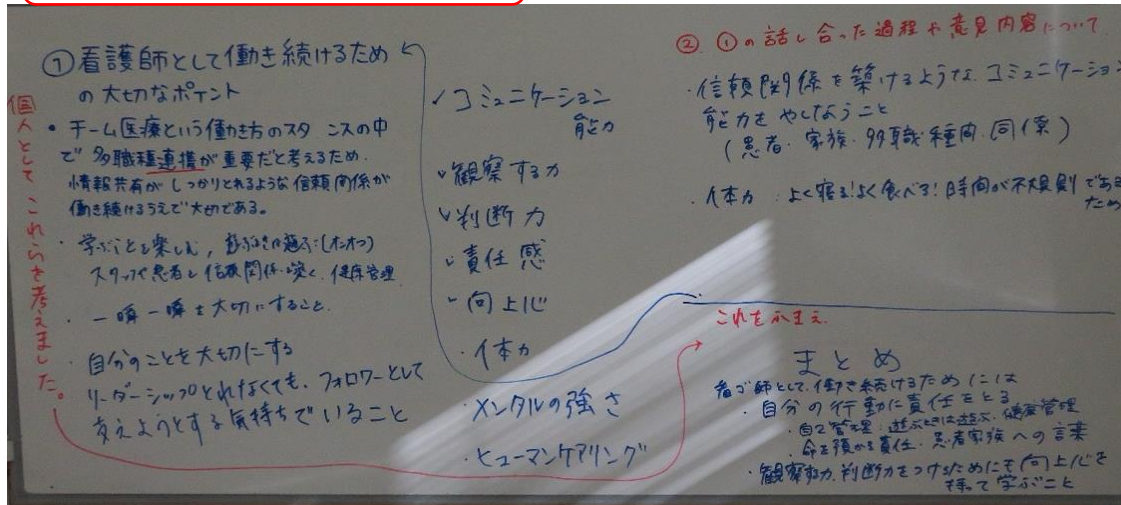 ①看護師として働き続けるため
の大切なポイント
・チーム医療という働き方のスタンスの中
で多職種連携が重要だと考えるため.
情報共有がしっかりとれるような信頼関係が
働き続けるうえで大切である。
・学ぶことを楽しむ, 遊ぶときは遊ぶ:(オンオフ)
スタッフや患者と信頼関係を築く. 健康管理
・一瞬一瞬を大切にすること.
・自分のことを大切にする
リーダーシップとれなくても、フォロワーとして
支えようとする気持ちでいること
個人として これらを考えました。
コミュニケーション
能力
観察する力
判断力
責任感
向上心
・体力
・メンタルの強さ
・ヒューマンケアリング
② ①の話し合った過程や意見内容について
・信頼関係を築けるような.コミュニケーション
能力をやしなうこと
(患者・家族・多職種間・同僚)
・体力:よく寝る!よく食べる!時間が不規則である
ため
これをふまえ.
まとめ
看ゴ師として、働き続けるためには
・自分の行動に責任をとる
・自己管理:遊ぶときは遊ぶ. 健康管理
・命を預かる責任・患者家族への言葉
・観察する力.判断力をつけるためにも向上心を
持って学ぶこと